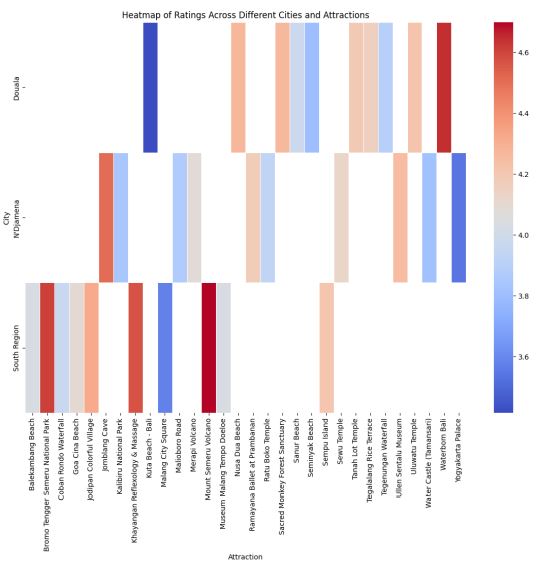 Heatmap of Ratings Across Different Cities and Attractions
City
Douala
N'Djamena
South Region
4.6
4.4
4.2
4.0
3.8
3.6
Balekambang Beach
Bromo Tengger Semeru National Park
Coban Rondo Waterfall
Goa Cina Beach
Jodipan Colorful Village
Jomblang Cave
Kalibiru National Park
Khayangan Reflexology & Massage
Kuta Beach - Bali
Malang City Square
Malioboro Road
Merapi Volcano
Mount Semeru Volcano
Museum Malang Tempo Doeloe
Nusa Dua Beach
Ramayana Ballet at Prambanan
Ratu Boko Temple
Sacred Monkey Forest Sanctuary
Sanur Beach
Seminyak Beach
Sempu Island
Sewu Temple
Tanah Lot Temple
Tegalalang Rice Terrace
Tegenungan Waterfall
Ullen Sentalu Museum
Uluwatu Temple
Water Castle (Tamansari)
Waterbom Bali
Yogyakarta Palace
Attraction